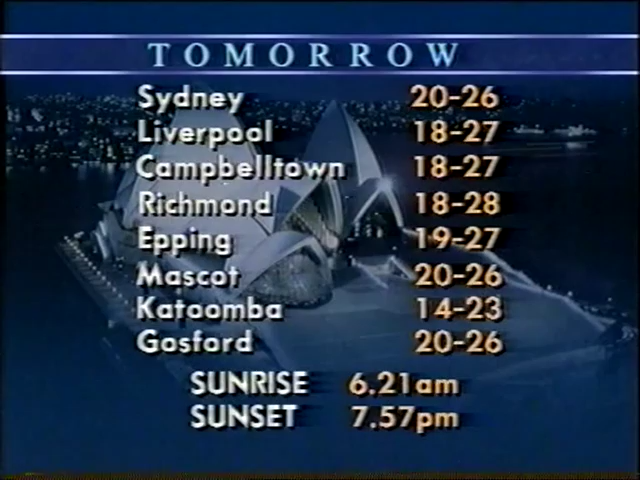 TOMORROW
Sydney 20-26
Liverpool 18-27
Campbelltown 18-27
Richmond 18-28
Epping 19-27
Mascot 20-26
Katoomba 14-23
Gosford 20-26
SUNRISE 6.21am
SUNSET 7.57pm